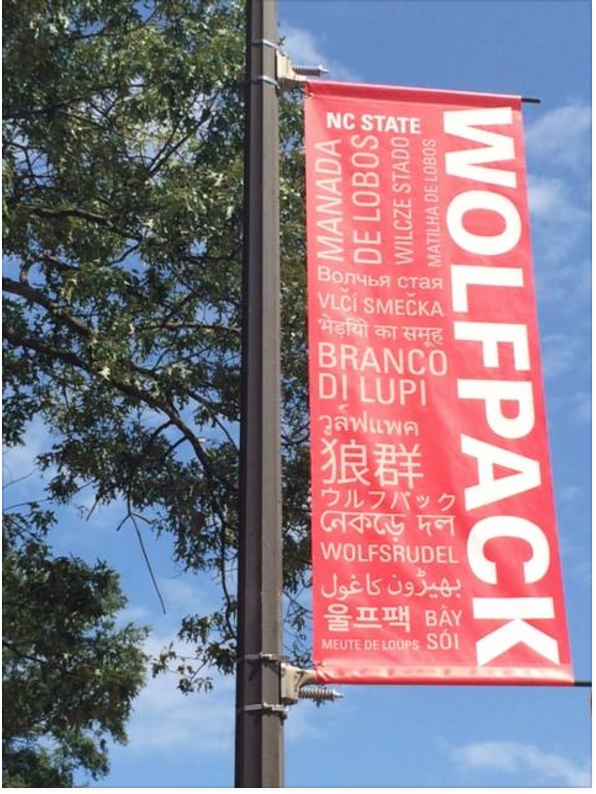 NC STATE
WOLFPACK
MANADA
DE LOBOS
WILCZE STADO
MATILHA DE LOBOS
Волчья стая
VLČÍ SMEČKA
भेड़ियों का समूह
BRANCO
DI LUPI
วูล์ฟแพค
狼群
ウルフパック
নেকড়ে দল
WOLFSRUDEL
بھیڑون کاغول
울프팩
BÀY
SÓI
MEUTE DE LOUPS